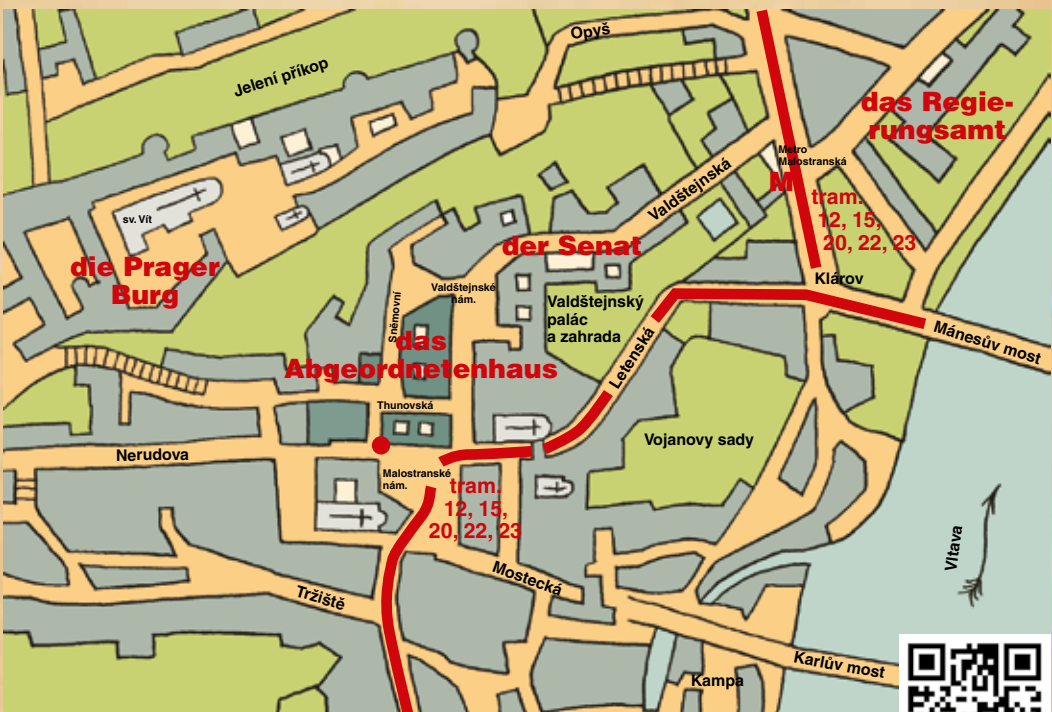 Opyš
Jelení příkop
das Regie-
rungsamt
Metro
Malostranská
M
Valdštejnská
tram.
12, 15,
20, 22, 23
sv. Vít
der Senat
die Prager
Burg
Klárov
Valdštejnské
nám.
Valdštejnský
palác
a zahrada
Sněmovní
Mánesův most
das
Abgeordnetenhaus
Letenská
Thunovská
Vojanovy sady
Nerudova
Malostranské
nám.
tram.
12, 15,
20, 22, 23
Vltava
Mostecká
Tržiště
Karlův most
Kampa